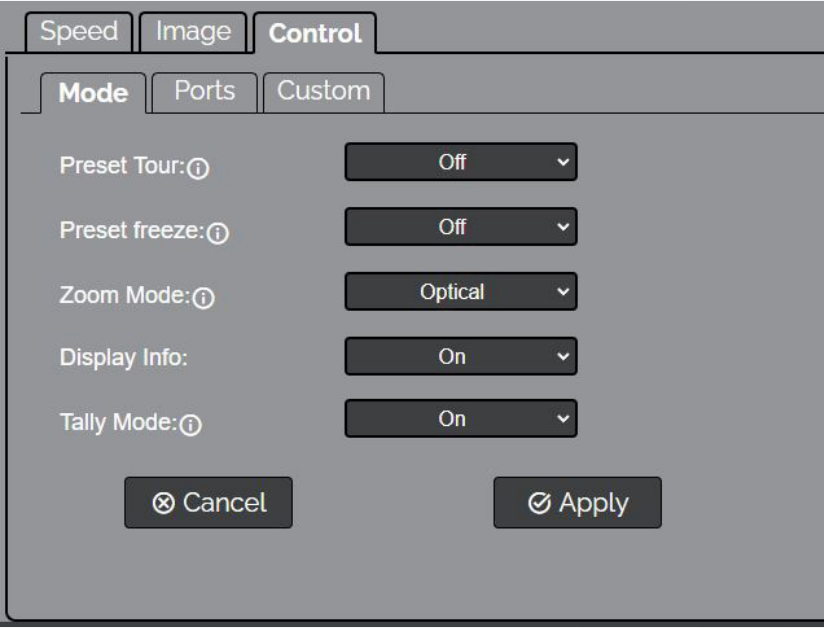 Speed Image Control
Mode Ports Custom
Preset Tour: Off
Preset freeze: Off
Zoom Mode: Optical
Display Info: On
Tally Mode: On
Cancel Apply